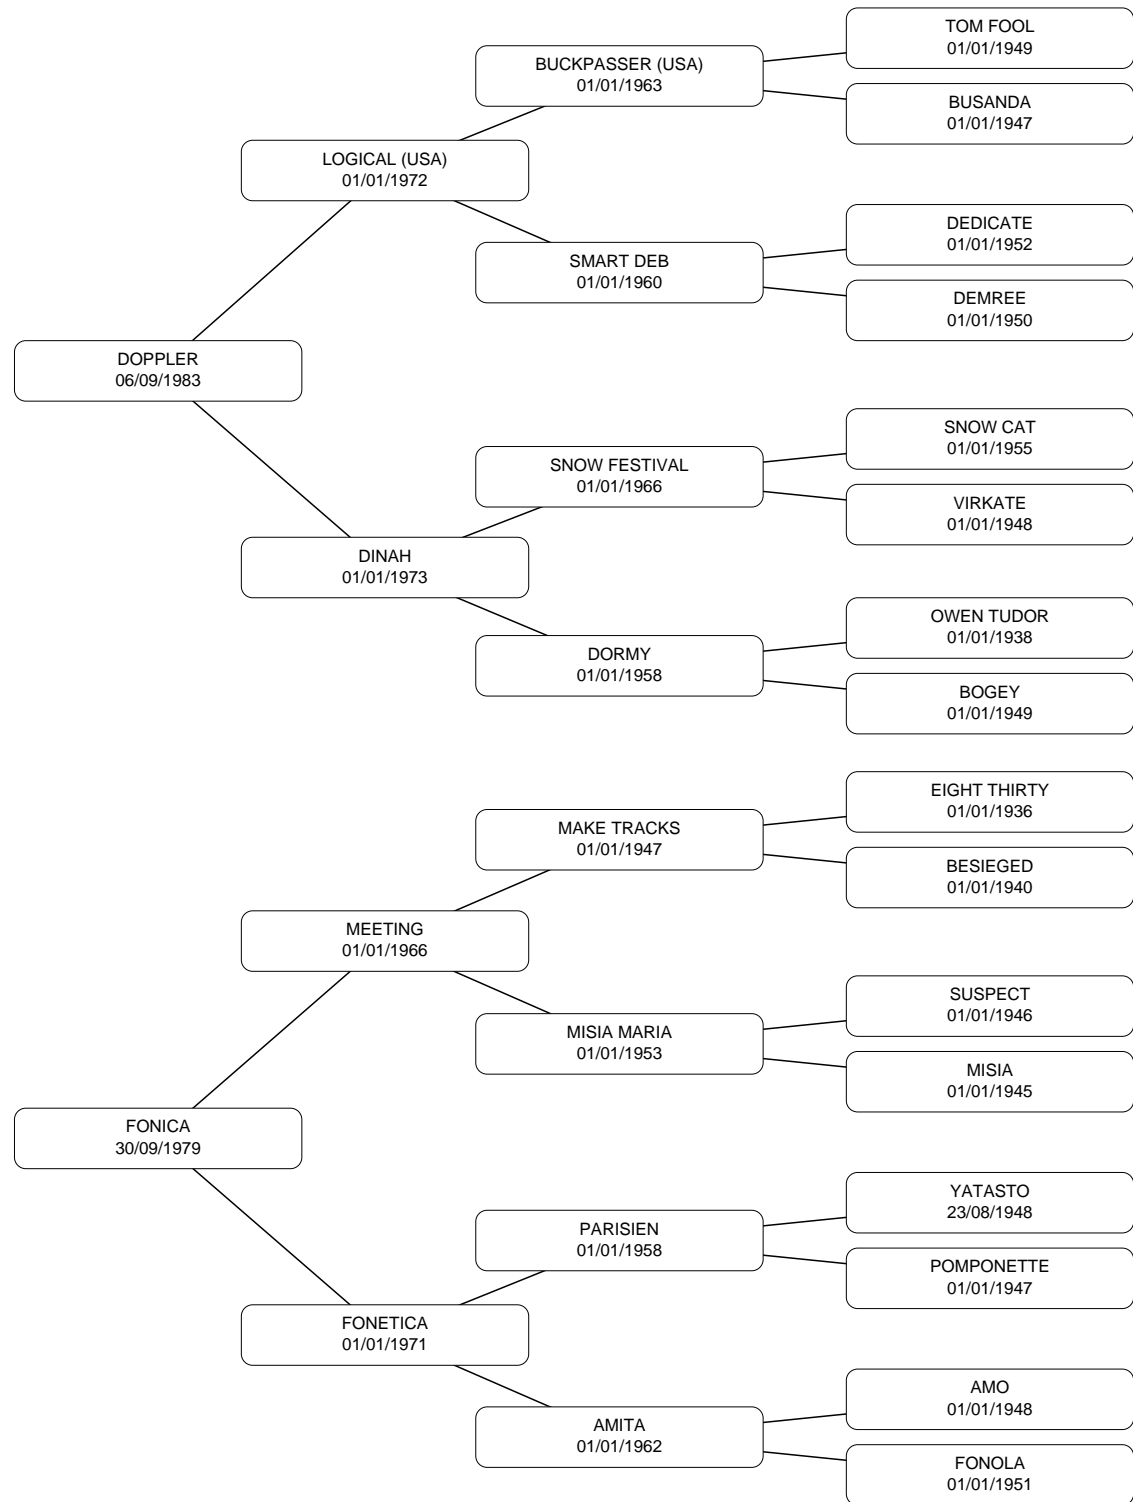 TOM FOOL
01/01/1949
BUCKPASSER (USA)
01/01/1963
BUSANDA
01/01/1947
LOGICAL (USA)
01/01/1972
DEDICATE
01/01/1952
SMART DEB
01/01/1960
DEMREE
01/01/1950
DOPPLER
06/09/1983
SNOW CAT
01/01/1955
SNOW FESTIVAL
01/01/1966
VIRKATE
01/01/1948
DINAH
01/01/1973
OWEN TUDOR
01/01/1938
DORMY
01/01/1958
BOGEY
01/01/1949
EIGHT THIRTY
01/01/1936
MAKE TRACKS
01/01/1947
BESIEGED
01/01/1940
MEETING
01/01/1966
SUSPECT
01/01/1946
MISIA MARIA
01/01/1953
MISIA
01/01/1945
FONICA
30/09/1979
YATASTO
23/08/1948
PARISIEN
01/01/1958
POMPONETTE
01/01/1947
FONETICA
01/01/1971
AMO
01/01/1948
AMITA
01/01/1962
FONOLA
01/01/1951